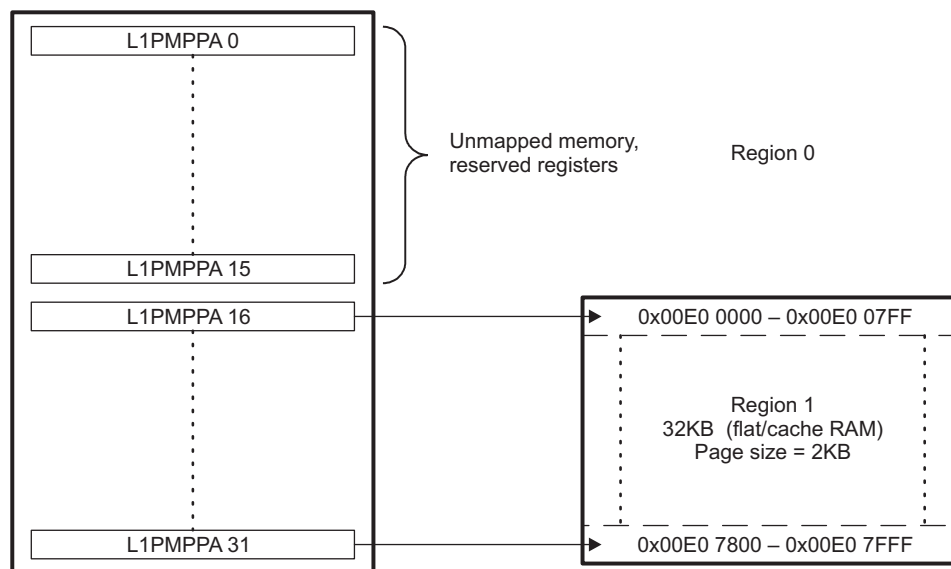 L1PMPPA 0
Unmapped memory,
reserved registers
Region 0
L1PMPPA 15
L1PMPPA 16
0x00E0 0000 – 0x00E0 07FF
Region 1
32KB (flat/cache RAM)
Page size = 2KB
L1PMPPA 31
0x00E0 7800 – 0x00E0 7FFF